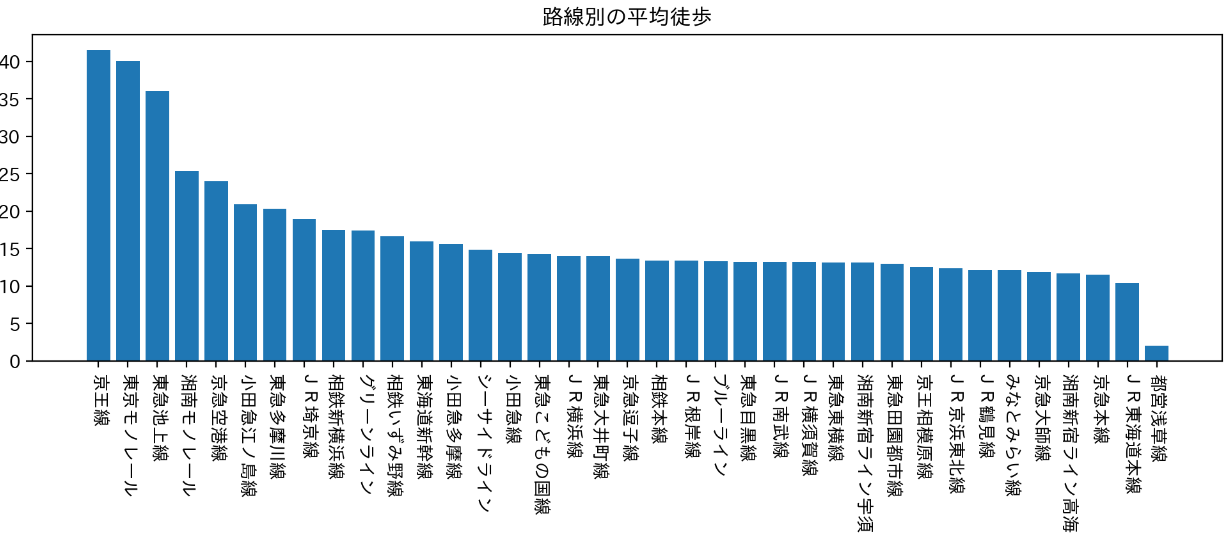 路線別の平均徒歩
40
35
30
25
20
15
10
5
0
京王線
東京モノレール
東急池上線
湘南モノレール
京急空港線
小田急江ノ島線
東急多摩川線
ＪＲ埼京線
相鉄新横浜線
グリーンライン
相鉄いずみ野線
東海道新幹線
小田急多摩線
シーサイドライン
小田急線
東急こどもの国線
ＪＲ横浜線
東急大井町線
京急逗子線
相鉄本線
ＪＲ根岸線
ブルーライン
東急目黒線
ＪＲ南武線
ＪＲ横須賀線
東急東横線
湘南新宿ライン宇須
東急田園都市線
京王相模原線
ＪＲ京浜東北線
ＪＲ鶴見線
みなとみらい線
京急大師線
湘南新宿ライン高海
京急本線
ＪＲ東海道本線
都営浅草線